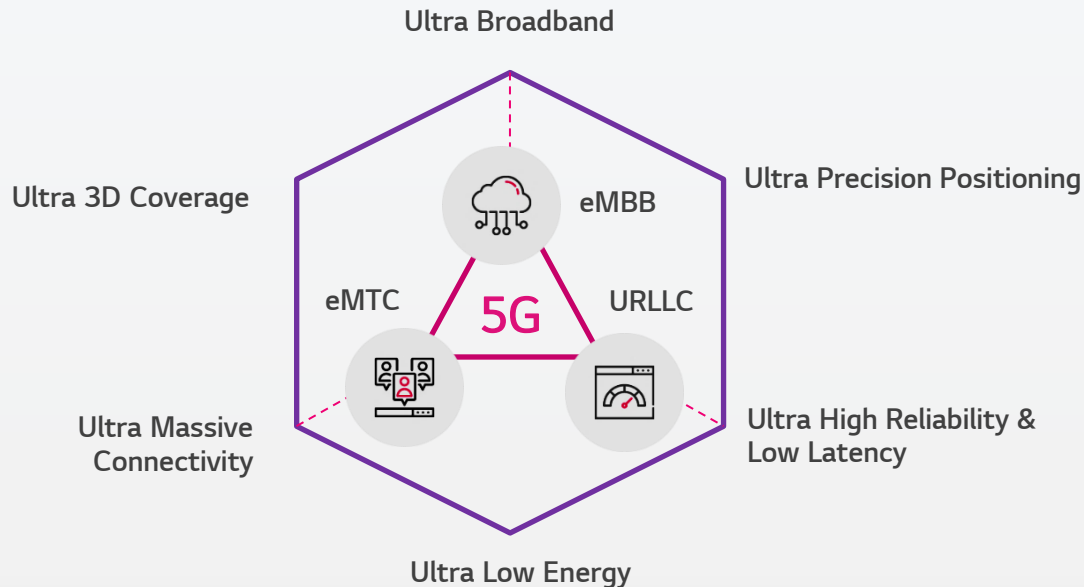 Ultra Broadband
Ultra 3D Coverage
Ultra Precision Positioning
eMBB
eMTC
5G
URLLC
Ultra Massive
Connectivity
Ultra High Reliability &
Low Latency
Ultra Low Energy